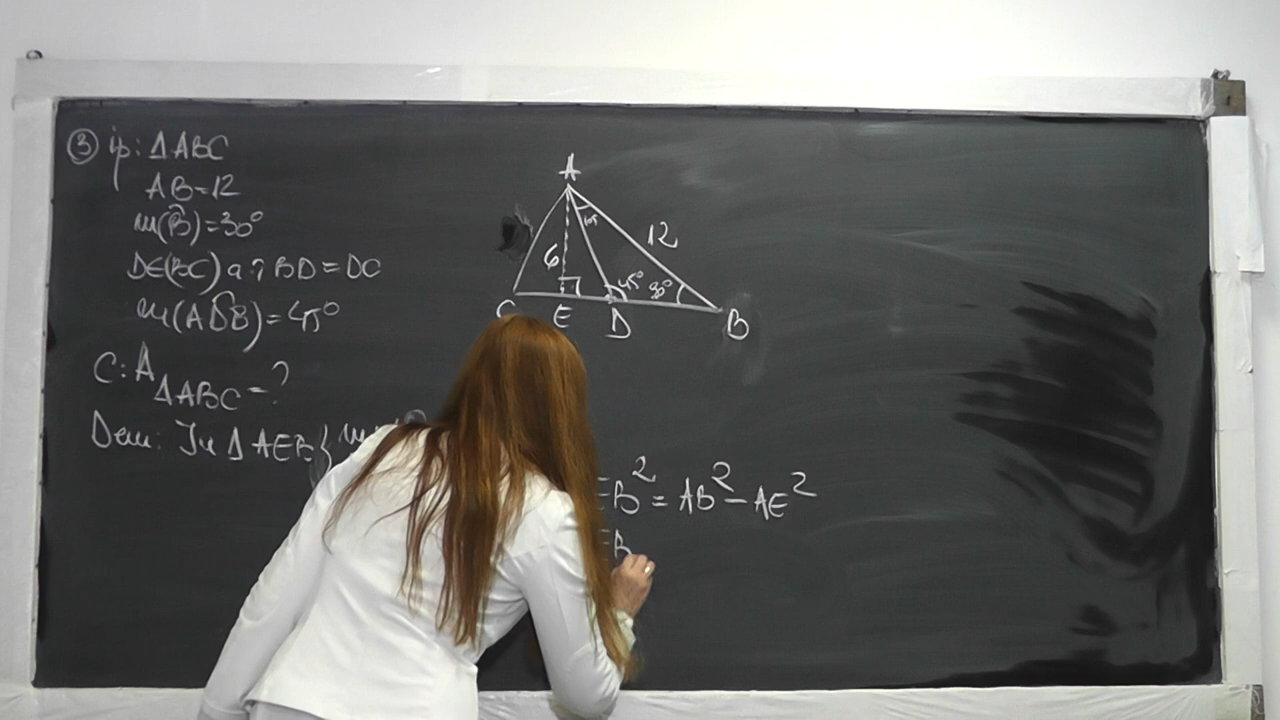 ③ ip: ΔABC
AB=12
m(B̂)=30°
D∈(BC) a.î BD=DC
m(AD̂B)=45°
C: A ΔABC=?
Dem: În ΔAEB}
EB²=AB²-AE²
EB
A
6
12
45°
30°
C E D B